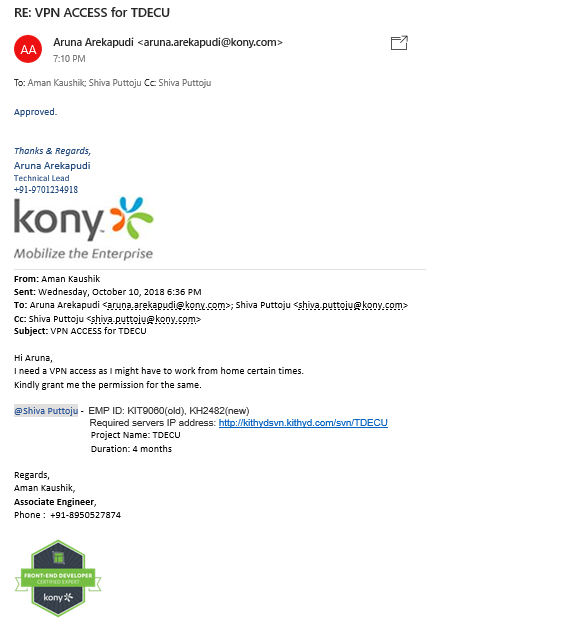 RE: VPN ACCESS for TDECU
AA
Aruna Arekapudi <aruna.arekapudi@kony.com>
7:10 PM
To: Aman Kaushik; Shiva Puttoju Cc: Shiva Puttoju
Approved.
Thanks & Regards,
Aruna Arekapudi
Technical Lead
+91-9701234918
kony
Mobilize the Enterprise
From: Aman Kaushik
Sent: Wednesday, October 10, 2018 6:36 PM
To: Aruna Arekapudi <aruna.arekapudi@kony.com>; Shiva Puttoju <shiva.puttoju@kony.com>
Cc: Shiva Puttoju <shiva.puttoju@kony.com>
Subject: VPN ACCESS for TDECU
Hi Aruna,
I need a VPN access as I might have to work from home certain times.
Kindly grant me the permission for the same.
@Shiva Puttoju - EMP ID: KIT9060(old), KH2482(new)
Required servers IP address: http://kithydsvn.kithyd.com/svn/TDECU
Project Name: TDECU
Duration: 4 months
Regards,
Aman Kaushik,
Associate Engineer,
Phone : +91-8950527874
FRONT-END DEVELOPER
CERTIFIED EXPERT
kony